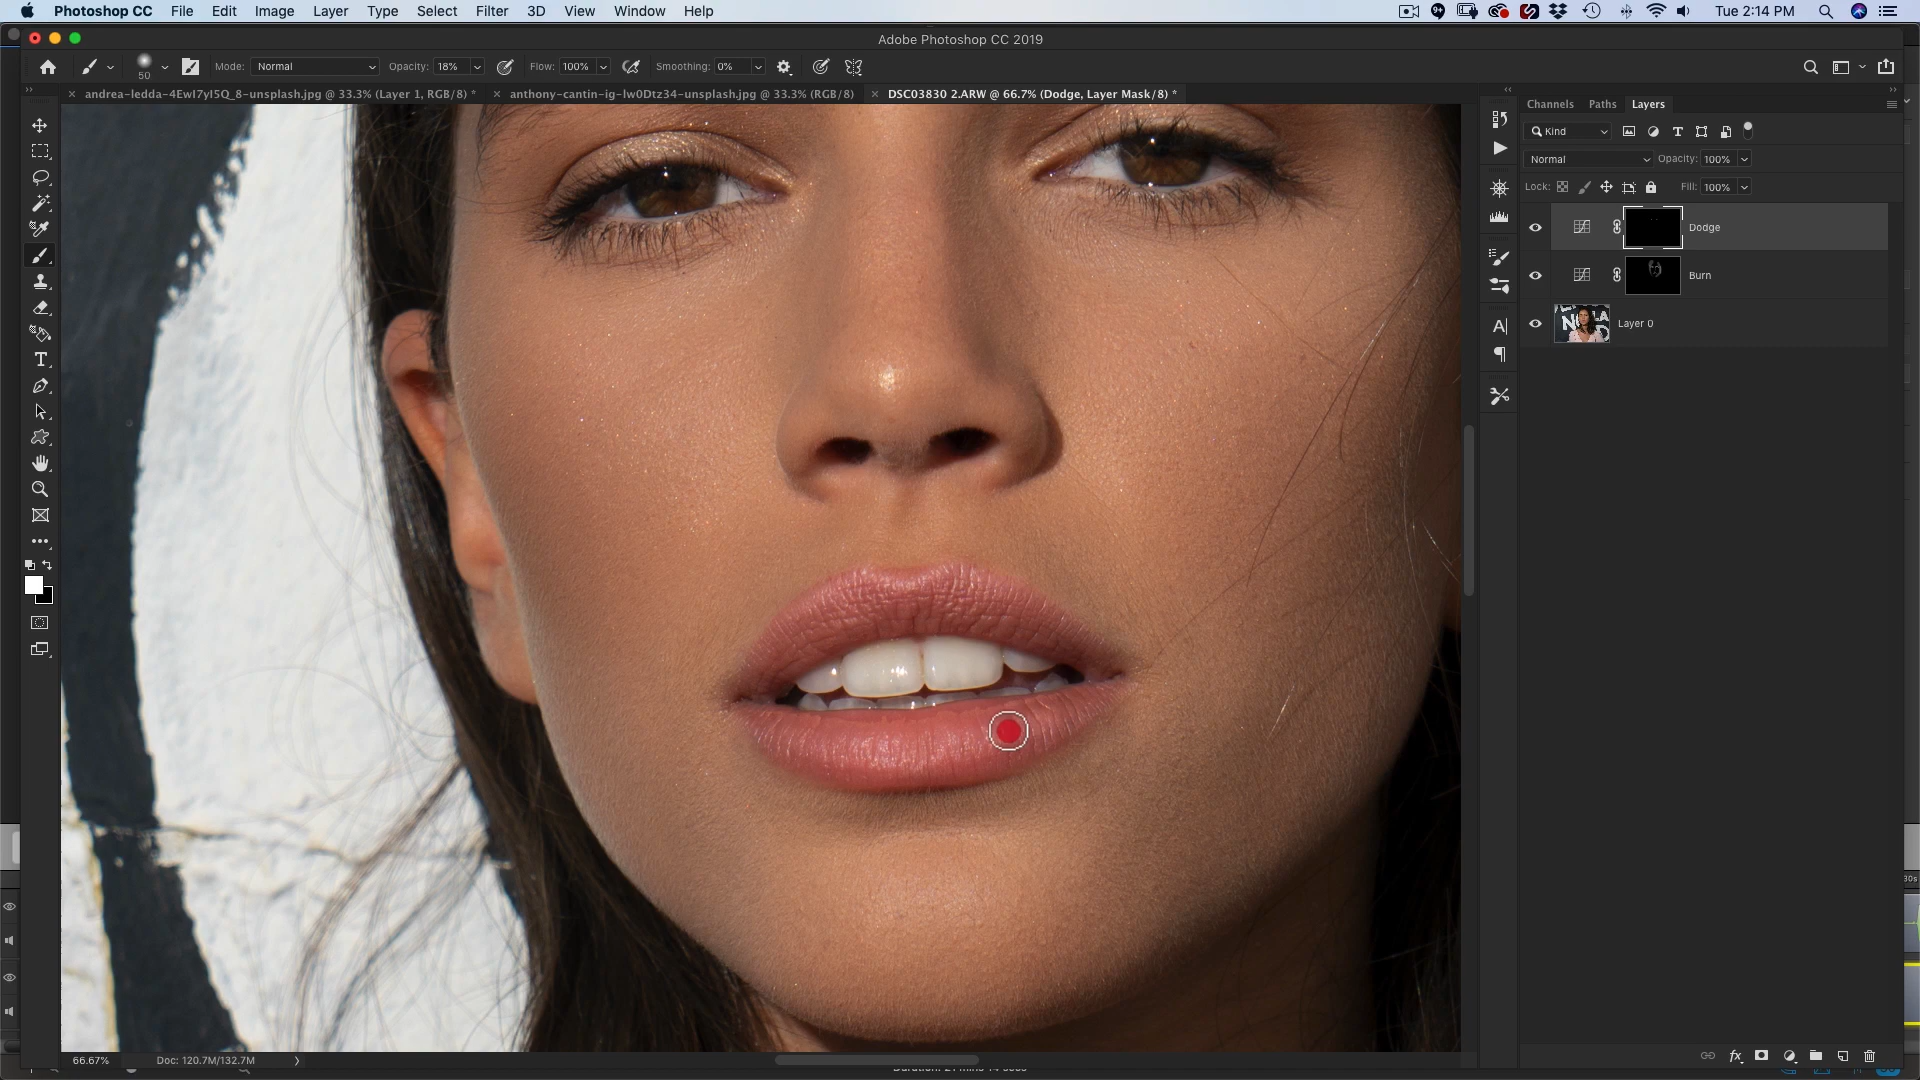 Photoshop CC File Edit Image Layer Type Select Filter 3D View Window Help 9+ Tue 2:14 PM
Adobe Photoshop CC 2019
50 Mode: Normal Opacity: 18% Flow: 100% Smoothing: 0%
andrea-ledda-4EwI7yI5Q_8-unsplash.jpg @ 33.3% (Layer 1, RGB/8) * anthony-cantin-ig-lw0Dtz34-unsplash.jpg @ 33.3% (RGB/8) DSC03830 2.ARW @ 66.7% (Dodge, Layer Mask/8) *
Channels Paths Layers
Kind
Normal Opacity: 100%
Lock: Fill: 100%
Dodge
Burn
Layer 0
30s
66.67% Doc: 120.7M/132.7M